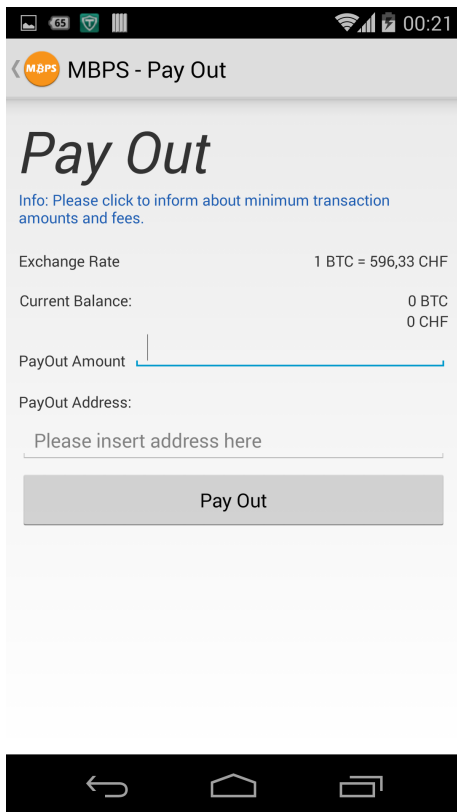 65 00:21
MBPS MBPS - Pay Out
Pay Out
Info: Please click to inform about minimum transaction
amounts and fees.
Exchange Rate 1 BTC = 596,33 CHF
Current Balance: 0 BTC
0 CHF
PayOut Amount
PayOut Address:
Please insert address here
Pay Out